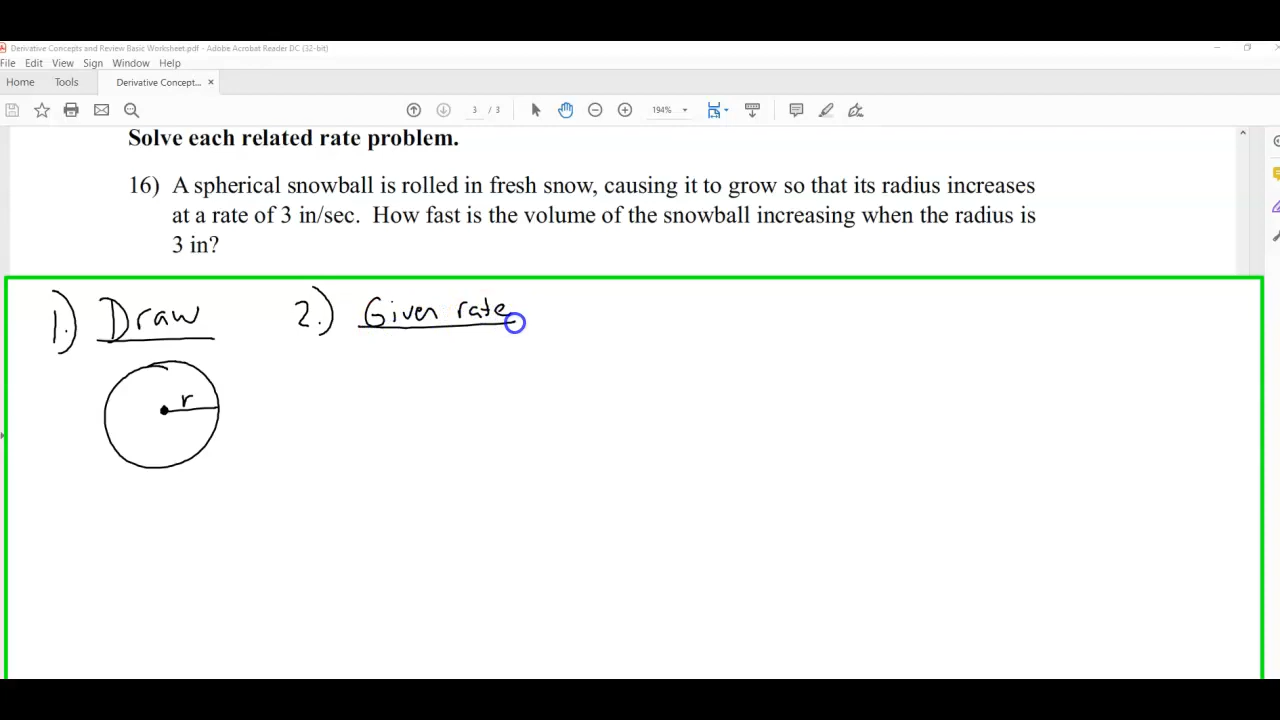 Derivative Concepts and Review Basic Worksheet.pdf - Adobe Acrobat Reader DC (32-bit)
File Edit View Sign Window Help
Home Tools Derivative Concept... ×
3 / 3 194%
Solve each related rate problem.
16) A spherical snowball is rolled in fresh snow, causing it to grow so that its radius increases
at a rate of 3 in/sec. How fast is the volume of the snowball increasing when the radius is
3 in?
1.) Draw 2.) Given rate
r